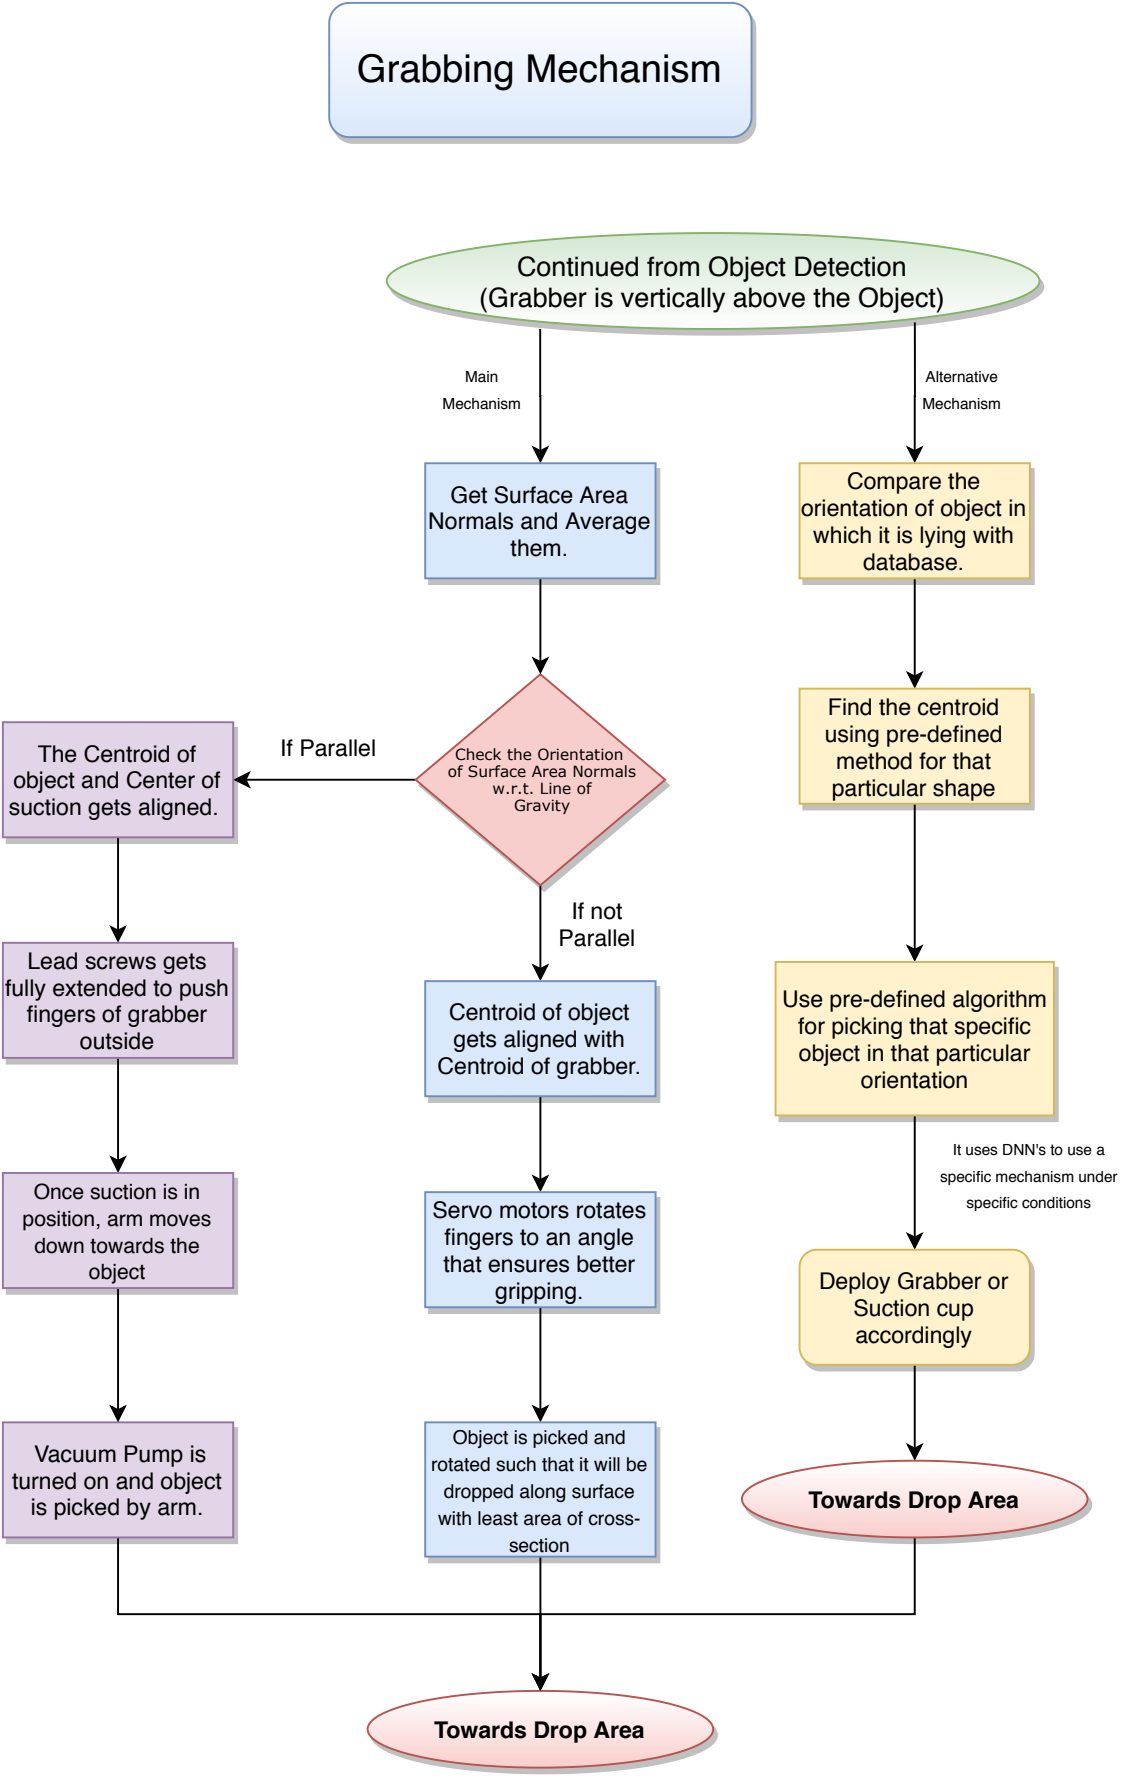 Grabbing Mechanism
Continued from Object Detection
(Grabber is vertically above the Object)
Main
Mechanism
Alternative
Mechanism
Get Surface Area
Normals and Average
them.
Compare the
orientation of object in
which it is lying with
database.
Check the Orientation
of Surface Area Normals
w.r.t. Line of
Gravity
If Parallel
If not
Parallel
The Centroid of
object and Center of
suction gets aligned.
Find the centroid
using pre-defined
method for that
particular shape
Lead screws gets
fully extended to push
fingers of grabber
outside
Centroid of object
gets aligned with
Centroid of grabber.
Use pre-defined algorithm
for picking that specific
object in that particular
orientation
It uses DNN's to use a
specific mechanism under
specific conditions
Once suction is in
position, arm moves
down towards the
object
Servo motors rotates
fingers to an angle
that ensures better
gripping.
Deploy Grabber or
Suction cup
accordingly
Vacuum Pump is
turned on and object
is picked by arm.
Object is picked and
rotated such that it will be
dropped along surface
with least area of cross-
section
Towards Drop Area
Towards Drop Area